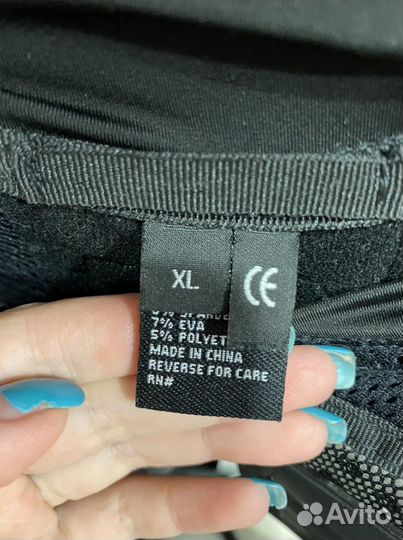 XL
CE
7% EVA
5% POLYET
MADE IN CHINA
REVERSE FOR CARE
RN#
Avito